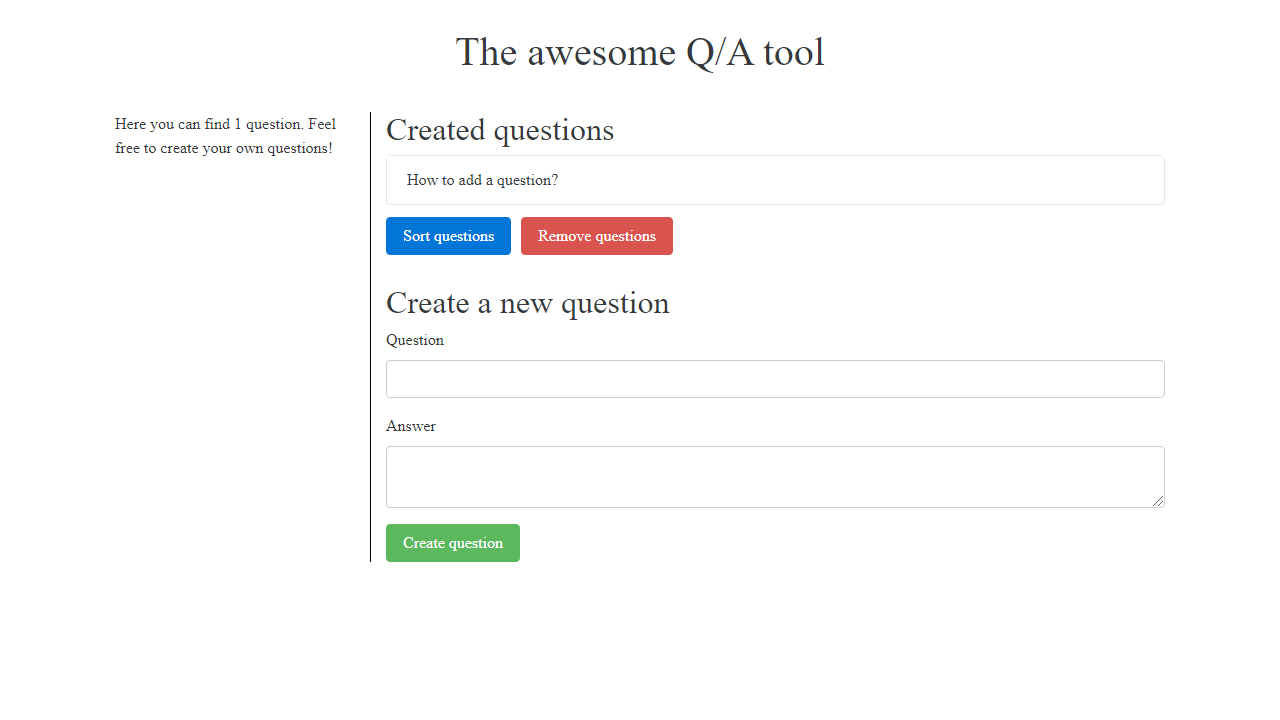 The awesome Q/A tool
Here you can find 1 question. Feel
free to create your own questions!
Created questions
How to add a question?
Sort questions
Remove questions
Create a new question
Question
Answer
Create question